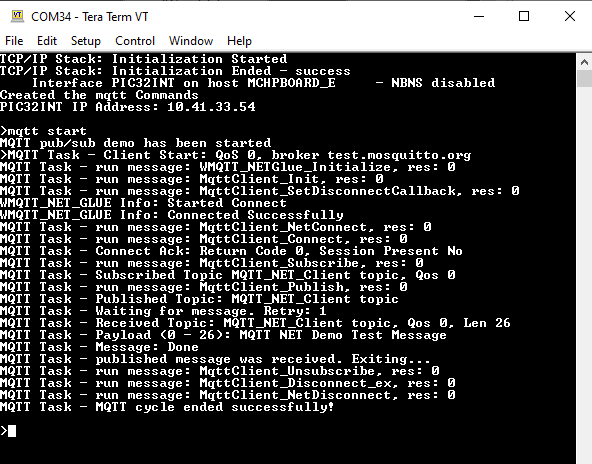 COM34 - Tera Term VT
File Edit Setup Control Window Help
TCP/IP Stack: Initialization Started
TCP/IP Stack: Initialization Ended - success
Interface PIC32INT on host MCHPBOARD_E - NBNS disabled
Created the mqtt Commands
PIC32INT IP Address: 10.41.33.54
>mqtt start
MQTT pub/sub demo has been started
>MQTT Task - Client Start: QoS 0, broker test.mosquitto.org
MQTT Task - run message: WMQTT_NETGlue_Initialize, res: 0
MQTT Task - run message: MqttClient_Init, res: 0
MQTT Task - run message: MqttClient_SetDisconnectCallback, res: 0
WMQTT_NET_GLUE Info: Started Connect
WMQTT_NET_GLUE Info: Connected Successfully
MQTT Task - run message: MqttClient_NetConnect, res: 0
MQTT Task - run message: MqttClient_Connect, res: 0
MQTT Task - Connect Ack: Return Code 0, Session Present No
MQTT Task - run message: MqttClient_Subscribe, res: 0
MQTT Task - Subscribed Topic MQTT_NET_Client topic, Qos 0
MQTT Task - run message: MqttClient_Publish, res: 0
MQTT Task - Published Topic: MQTT_NET_Client topic
MQTT Task - Waiting for message. Retry: 1
MQTT Task - Received Topic: MQTT_NET_Client topic, Qos 0, Len 26
MQTT Task - Payload (0 - 26): MQTT NET Demo Test Message
MQTT Task - Message: Done
MQTT Task - published message was received. Exiting...
MQTT Task - run message: MqttClient_Unsubscribe, res: 0
MQTT Task - run message: MqttClient_Disconnect_ex, res: 0
MQTT Task - run message: MqttClient_NetDisconnect, res: 0
MQTT Task - MQTT cycle ended successfully!
>